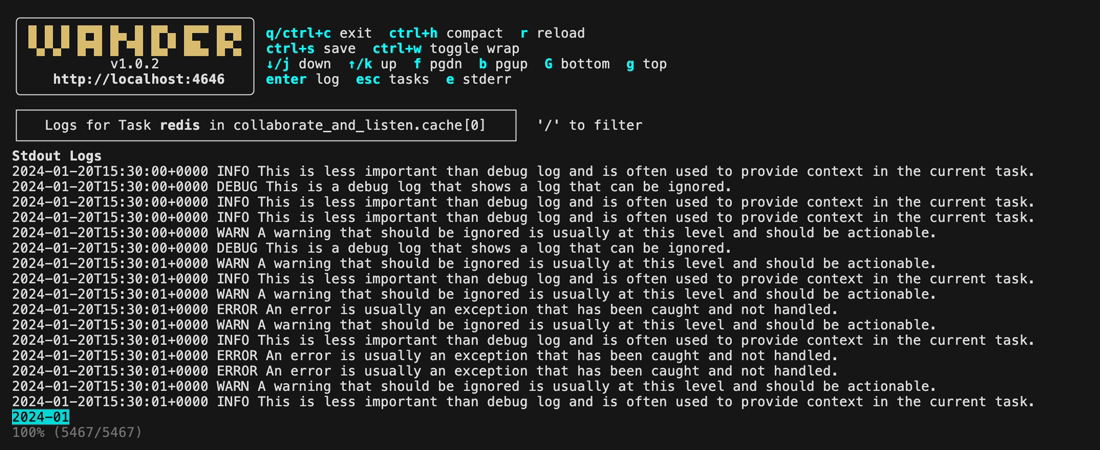 WANDER
v1.0.2
http://localhost:4646
q/ctrl+c exit  ctrl+h compact  r reload
ctrl+s save  ctrl+w toggle wrap
↓/j down  ↑/k up  f pgdn  b pgup  G bottom  g top
enter log  esc tasks  e stderr
Logs for Task redis in collaborate_and_listen.cache[0]  '/' to filter
Stdout Logs
2024-01-20T15:30:00+0000 INFO This is less important than debug log and is often used to provide context in the current task.
2024-01-20T15:30:00+0000 DEBUG This is a debug log that shows a log that can be ignored.
2024-01-20T15:30:00+0000 INFO This is less important than debug log and is often used to provide context in the current task.
2024-01-20T15:30:00+0000 INFO This is less important than debug log and is often used to provide context in the current task.
2024-01-20T15:30:00+0000 WARN A warning that should be ignored is usually at this level and should be actionable.
2024-01-20T15:30:00+0000 DEBUG This is a debug log that shows a log that can be ignored.
2024-01-20T15:30:01+0000 WARN A warning that should be ignored is usually at this level and should be actionable.
2024-01-20T15:30:01+0000 INFO This is less important than debug log and is often used to provide context in the current task.
2024-01-20T15:30:01+0000 WARN A warning that should be ignored is usually at this level and should be actionable.
2024-01-20T15:30:01+0000 ERROR An error is usually an exception that has been caught and not handled.
2024-01-20T15:30:01+0000 WARN A warning that should be ignored is usually at this level and should be actionable.
2024-01-20T15:30:01+0000 INFO This is less important than debug log and is often used to provide context in the current task.
2024-01-20T15:30:01+0000 ERROR An error is usually an exception that has been caught and not handled.
2024-01-20T15:30:01+0000 ERROR An error is usually an exception that has been caught and not handled.
2024-01-20T15:30:01+0000 WARN A warning that should be ignored is usually at this level and should be actionable.
2024-01-20T15:30:01+0000 INFO This is less important than debug log and is often used to provide context in the current task.
2024-01
100% (5467/5467)